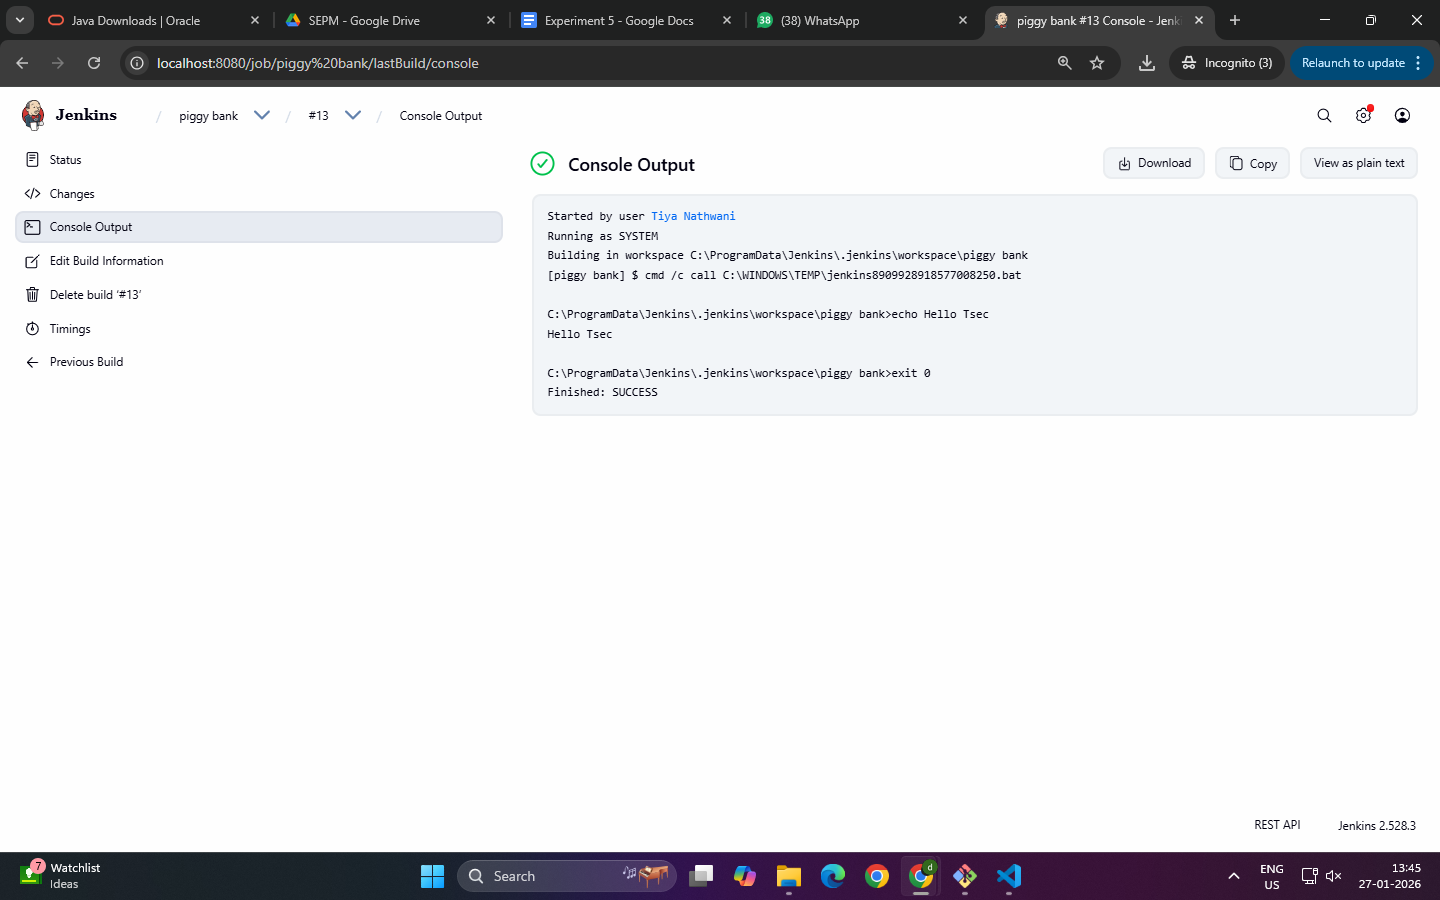 Java Downloads | Oracle
SEPM - Google Drive
Experiment 5 - Google Docs
38 (38) WhatsApp
piggy bank #13 Console - Jenki
localhost:8080/job/piggy%20bank/lastBuild/console
Incognito (3)
Relaunch to update
Jenkins / piggy bank / #13 / Console Output
Status
Changes
Console Output
Edit Build Information
Delete build ‘#13’
Timings
Previous Build
Console Output
Download
Copy
View as plain text
Started by user Tiya Nathwani
Running as SYSTEM
Building in workspace C:\ProgramData\Jenkins\.jenkins\workspace\piggy bank
[piggy bank] $ cmd /c call C:\WINDOWS\TEMP\jenkins8909928918577008250.bat
C:\ProgramData\Jenkins\.jenkins\workspace\piggy bank>echo Hello Tsec
Hello Tsec
C:\ProgramData\Jenkins\.jenkins\workspace\piggy bank>exit 0
Finished: SUCCESS
REST API
Jenkins 2.528.3
7
Watchlist
Ideas
Search
d
ENG
US
13:45
27-01-2026